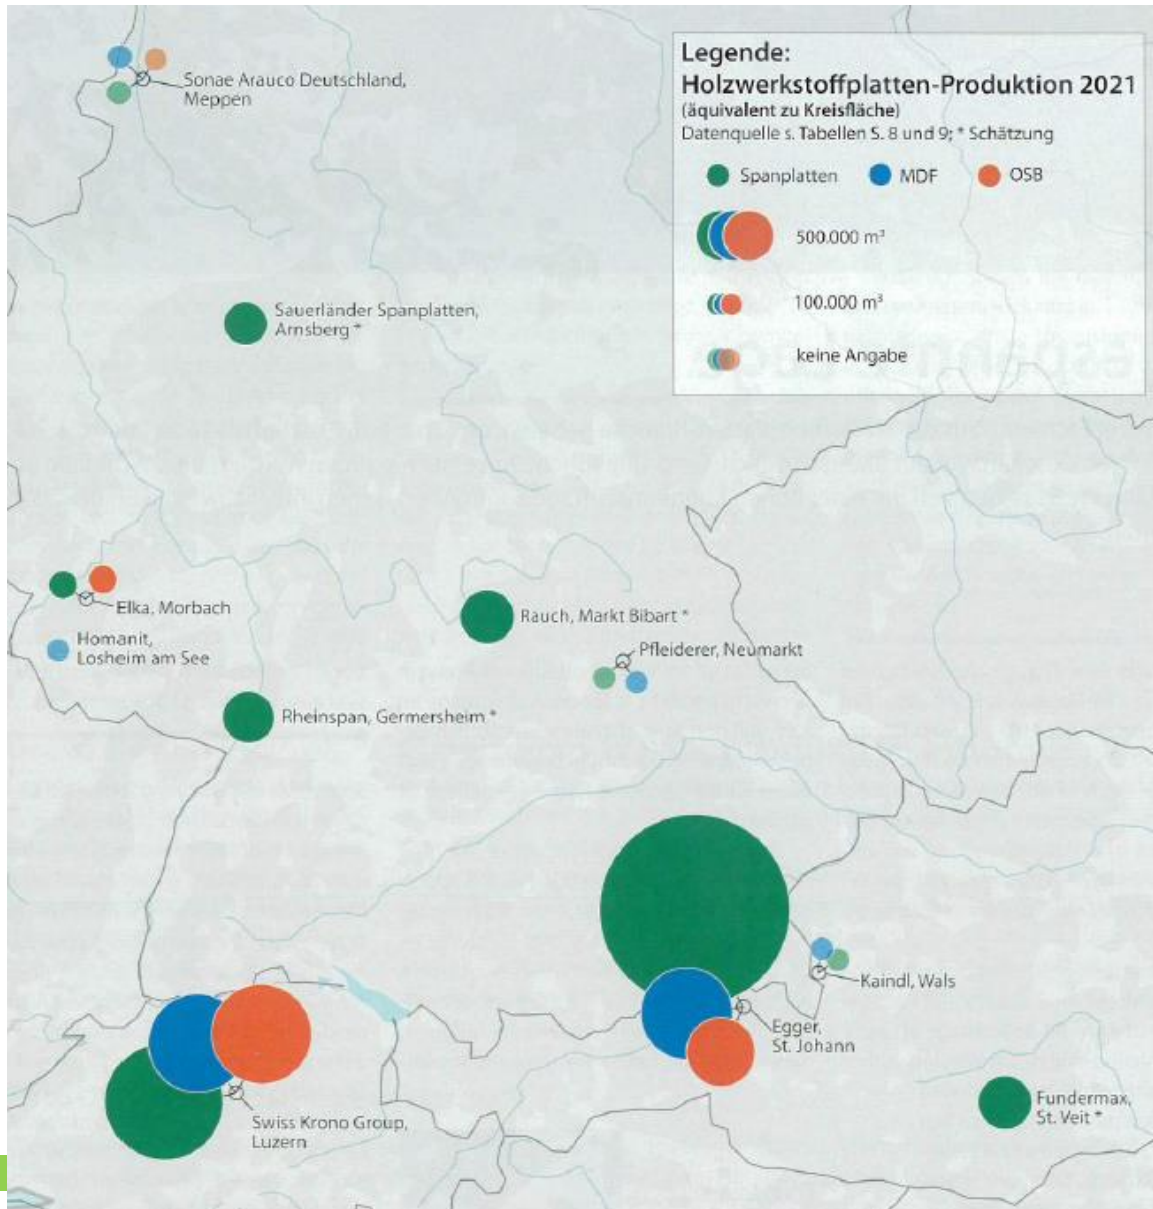 Legende:
Holzwerkstoffplatten-Produktion 2021
(äquivalent zu Kreisfläche)
Datenquelle s. Tabellen S. 8 und 9; * Schätzung
Spanplatten MDF OSB
500.000 m³
100.000 m³
keine Angabe
Sonae Arauco Deutschland,
Meppen
Sauerländer Spanplatten,
Arnsberg *
Elka, Morbach
Homanit,
Losheim am See
Rauch, Markt Bibart *
Pfleiderer, Neumarkt
Rheinspan, Germersheim *
Kaindl, Wals
Egger,
St. Johann
Swiss Krono Group,
Luzern
Fundermax,
St. Veit *